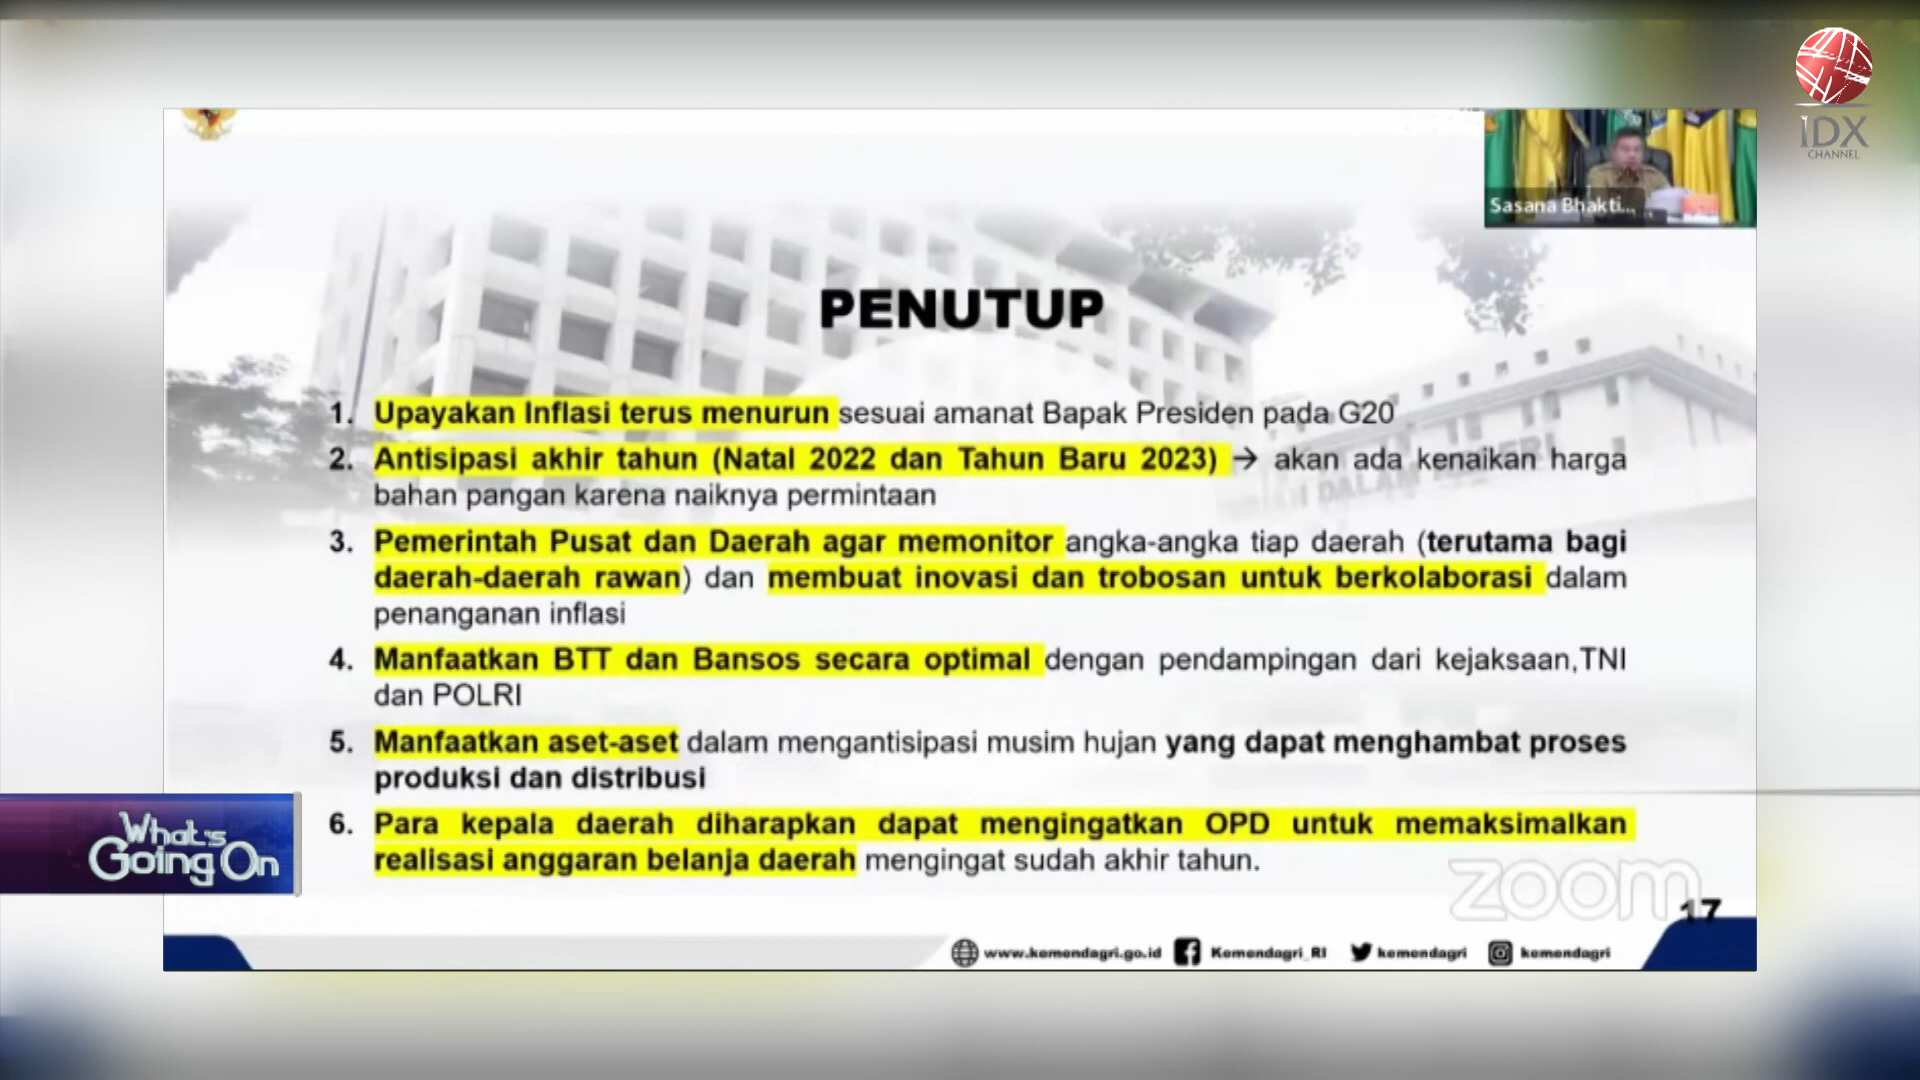 IDX
CHANNEL
Sasana Bhakti...
PENUTUP
1. Upayakan Inflasi terus menurun sesuai amanat Bapak Presiden pada G20
2. Antisipasi akhir tahun (Natal 2022 dan Tahun Baru 2023) → akan ada kenaikan harga
bahan pangan karena naiknya permintaan
3. Pemerintah Pusat dan Daerah agar memonitor angka-angka tiap daerah (terutama bagi
daerah-daerah rawan) dan membuat inovasi dan trobosan untuk berkolaborasi dalam
penanganan inflasi
4. Manfaatkan BTT dan Bansos secara optimal dengan pendampingan dari kejaksaan,TNI
dan POLRI
5. Manfaatkan aset-aset dalam mengantisipasi musim hujan yang dapat menghambat proses
produksi dan distribusi
6. Para kepala daerah diharapkan dapat mengingatkan OPD untuk memaksimalkan
realisasi anggaran belanja daerah mengingat sudah akhir tahun.
What's
Going On
zoom
17
www.kemendagri.go.id Kemendagri_RI kemendagri kemendagri